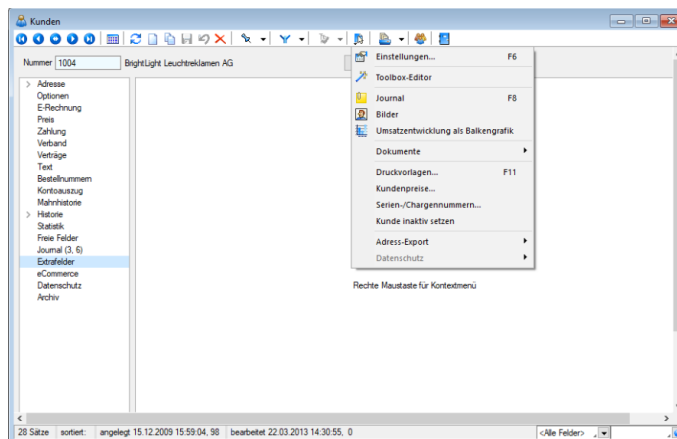 Kunden
Nummer 1004 BrightLight Leuchtreklamen AG
Adresse
Optionen
E-Rechnung
Preis
Zahlung
Verband
Verträge
Text
Bestellnummern
Kontoauszug
Mahnhistorie
Historie
Statistik
Freie Felder
Journal (3, 6)
Extrafelder
eCommerce
Datenschutz
Archiv
Einstellungen... F6
Toolbox-Editor
Journal F8
Bilder
Umsatzentwicklung als Balkengrafik
Dokumente
Druckvorlagen... F11
Kundenpreise...
Serien-/Chargennummern...
Kunde inaktiv setzen
Adress-Export
Datenschutz
Rechte Maustaste für Kontextmenü
28 Sätze sortiert: angelegt 15.12.2009 15:59:04, 98 bearbeitet 22.03.2013 14:30:55, 0 <Alle Felder>